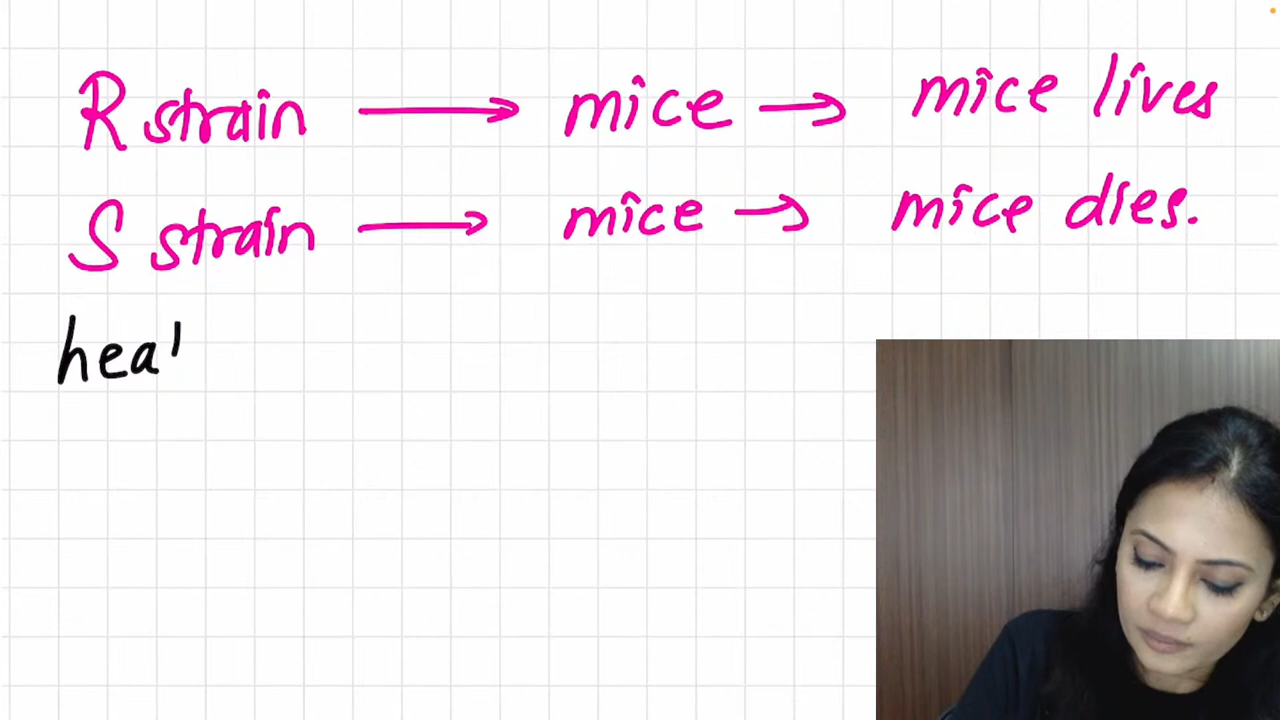 R strain → mice → mice lives
S strain → mice → mice dies.
hea